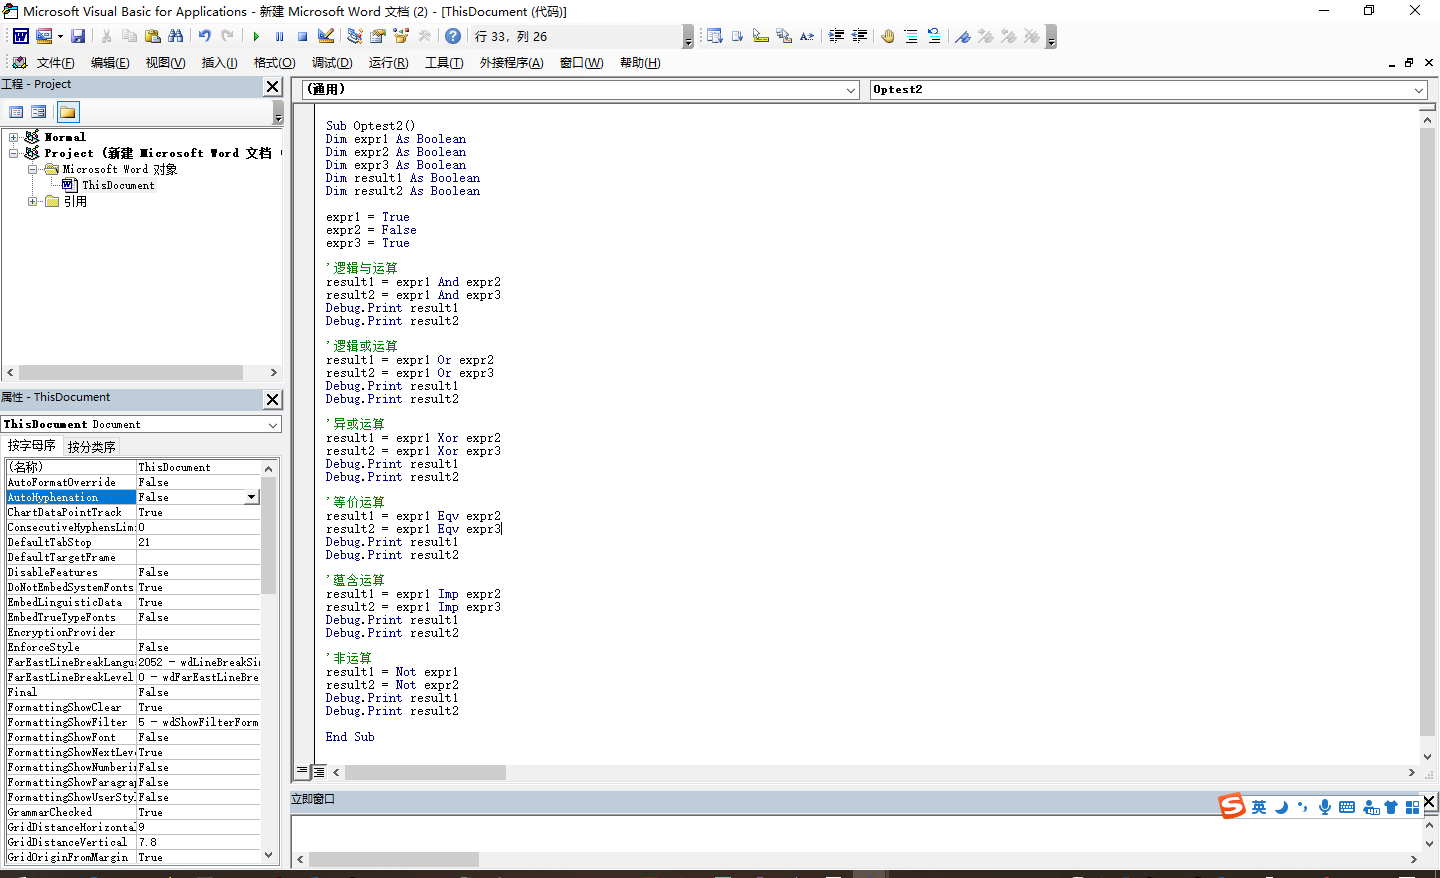 Microsoft Visual Basic for Applications - 新建 Microsoft Word 文档 (2) - [ThisDocument (代码)]
行 33，列 26
文件(F) 编辑(E) 视图(V) 插入(I) 格式(O) 调试(D) 运行(R) 工具(T) 外接程序(A) 窗口(W) 帮助(H)
工程 - Project
Normal
Project (新建 Microsoft Word 文档
Microsoft Word 对象
ThisDocument
引用
属性 - ThisDocument
ThisDocument Document
按字母序 按分类序
(名称) ThisDocument
AutoFormatOverride False
AutoHyphenation False
ChartDataPointTrack True
ConsecutiveHyphensLimi 0
DefaultTabStop 21
DefaultTargetFrame
DisableFeatures False
DoNotEmbedSystemFonts True
EmbedLinguisticData True
EmbedTrueTypeFonts False
EncryptionProvider
EnforceStyle False
FarEastLineBreakLangu 2052 - wdLineBreakSi
FarEastLineBreakLevel 0 - wdFarEastLineBre
Final False
FormattingShowClear True
FormattingShowFilter 5 - wdShowFilterForm
FormattingShowFont False
FormattingShowNextLev True
FormattingShowNumberi False
FormattingShowParagra False
FormattingShowUserSty False
GrammarChecked True
GridDistanceHorizonta 9
GridDistanceVertical 7.8
GridOriginFromMargin True
(通用) Optest2
Sub Optest2()
Dim expr1 As Boolean
Dim expr2 As Boolean
Dim expr3 As Boolean
Dim result1 As Boolean
Dim result2 As Boolean
expr1 = True
expr2 = False
expr3 = True
'逻辑与运算
result1 = expr1 And expr2
result2 = expr1 And expr3
Debug.Print result1
Debug.Print result2
'逻辑或运算
result1 = expr1 Or expr2
result2 = expr1 Or expr3
Debug.Print result1
Debug.Print result2
'异或运算
result1 = expr1 Xor expr2
result2 = expr1 Xor expr3
Debug.Print result1
Debug.Print result2
'等价运算
result1 = expr1 Eqv expr2
result2 = expr1 Eqv expr3
Debug.Print result1
Debug.Print result2
'蕴含运算
result1 = expr1 Imp expr2
result2 = expr1 Imp expr3
Debug.Print result1
Debug.Print result2
'非运算
result1 = Not expr1
result2 = Not expr2
Debug.Print result1
Debug.Print result2
End Sub
立即窗口
英